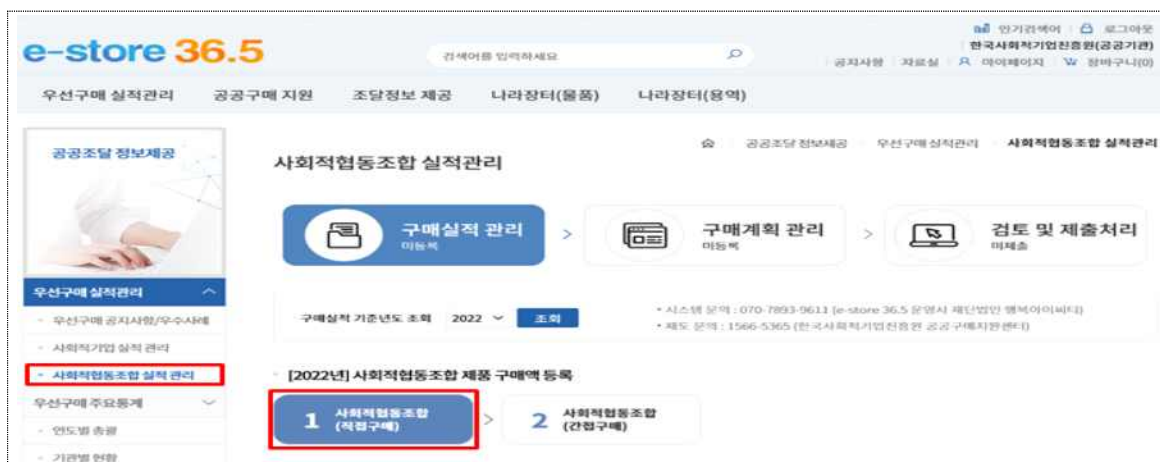 인기검색어 로그아웃
e-store 36.5
검색어를 입력하세요
한국사회적기업진흥원(공공기관)
공지사항 자료실 마이페이지 장바구니(0)
우선구매 실적관리 공공구매 지원 조달정보 제공 나라장터(물품) 나라장터(용역)
공공조달 정보제공 우선구매 실적관리 사회적협동조합 실적관리
공공조달 정보제공
사회적협동조합 실적관리
구매실적 관리
미등록
>
구매계획 관리
미등록
>
검토 및 제출처리
미제출
우선구매 실적관리
- 우선구매 공지사항/우수사례
- 사회적기업 실적 관리
- 사회적협동조합 실적 관리
우선구매 주요통계
- 연도별 총괄
- 기관별 현황
구매실적 기준년도 조회 2022 조회
• 시스템 문의 : 070-7893-9611 (e-store 36.5 운영사 재단법인 행복아이씨티)
• 제도 문의 : 1566-5365 (한국사회적기업진흥원 공공구매지원센터)
[2022년] 사회적협동조합 제품 구매액 등록
1 사회적협동조합
(직접구매)
>
2 사회적협동조합
(간접구매)